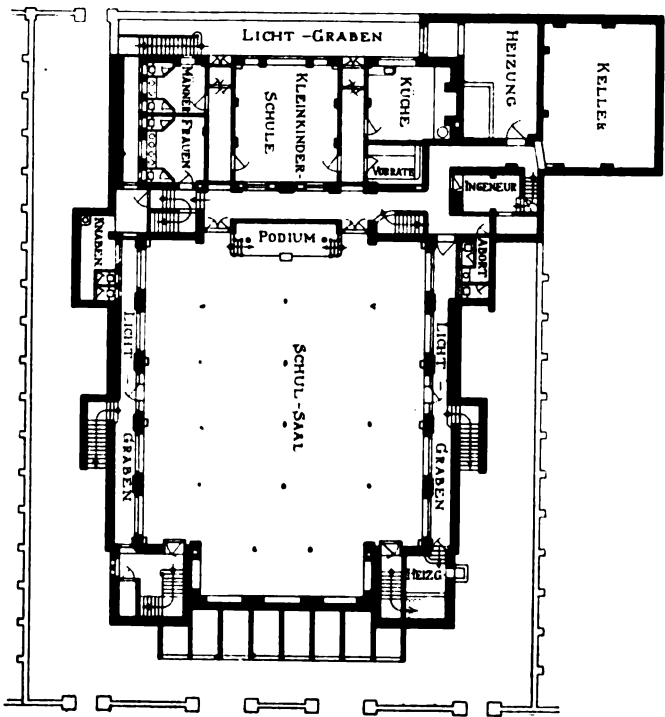 LICHT-GRABEN
HEIZUNG
KELLER
MÄNNER
FRAUEN
KLEINKINDER-
SCHULE
KÜCHE
VORRÄTE
INGENEUR
KNABEN
PODIUM
ABORT
LICHT-
GRABEN
SCHUL-SAAL
LICHT-
GRABEN
HEIZG